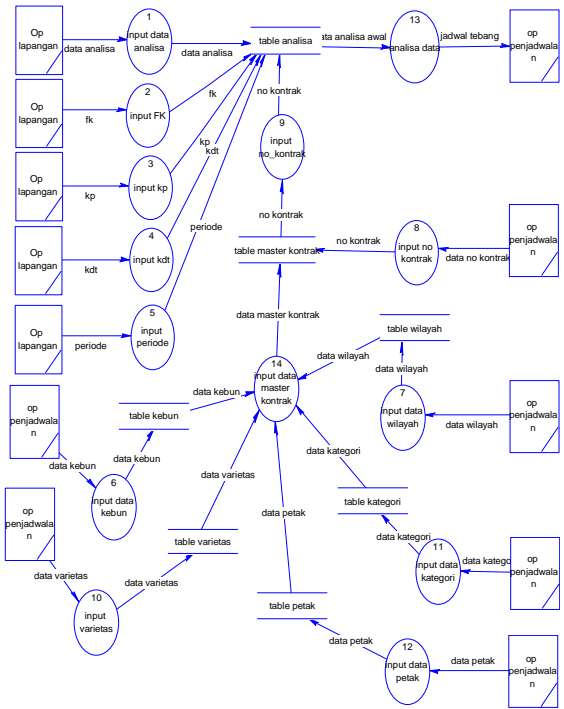 Op
lapangan
data analisa
1
input data
analisa
data analisa
table analisa
data analisa awal
13
analisa data
jadwal tebang
op
penjadwala
n
Op
lapangan
fk
2
input FK
fk
no kontrak
9
input
no_kontrak
Op
lapangan
kp
3
input kp
kp
kdt
no kontrak
Op
lapangan
kdt
4
input kdt
periode
table master kontrak
no kontrak
8
input no
kontrak
data no kontrak
op
penjadwala
n
Op
lapangan
periode
5
input
periode
data master kontrak
table wilayah
data wilayah
data wilayah
14
input data
master
kontrak
7
input data
wilayah
data wilayah
op
penjadwala
n
op
penjadwala
n
data kebun
table kebun
data kebun
data kebun
6
input data
kebun
data varietas
data kategori
table kategori
op
penjadwala
n
data varietas
10
input
varietas
data varietas
table varietas
data petak
data kategori
11
input data
kategori
data katego
op
penjadwala
n
table petak
data petak
12
input data
petak
data petak
op
penjadwala
n